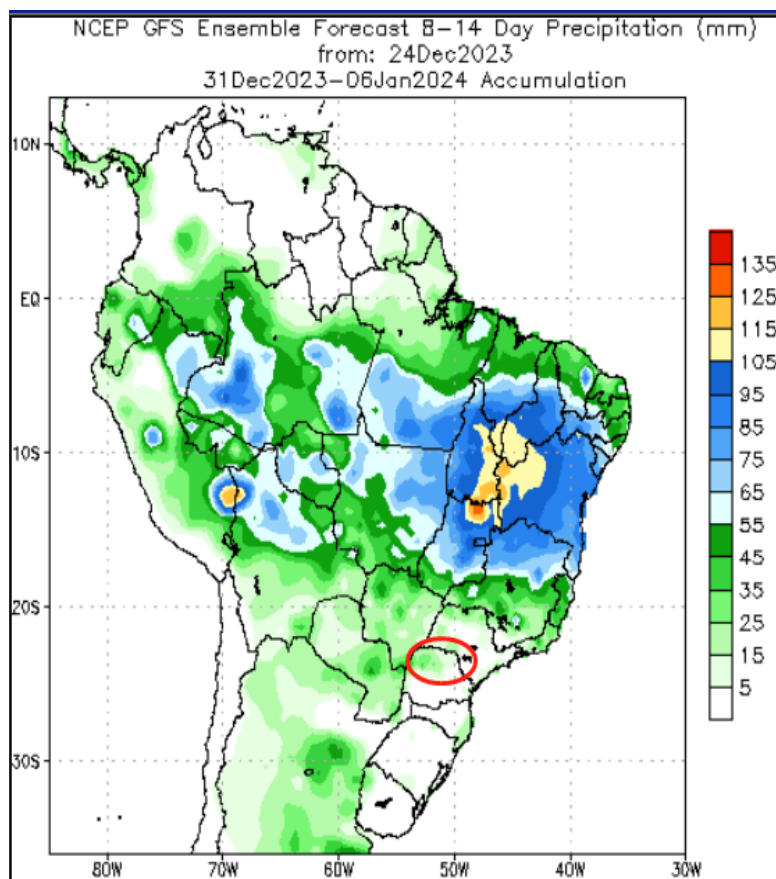 NCEP GFS Ensemble Forecast 8-14 Day Precipitation (mm)
from: 24Dec2023
31Dec2023-06Jan2024 Accumulation
10N
EQ
10S
20S
30S
80W 70W 60W 50W 40W 30W
135
125
115
105
95
85
75
65
55
45
35
25
15
5